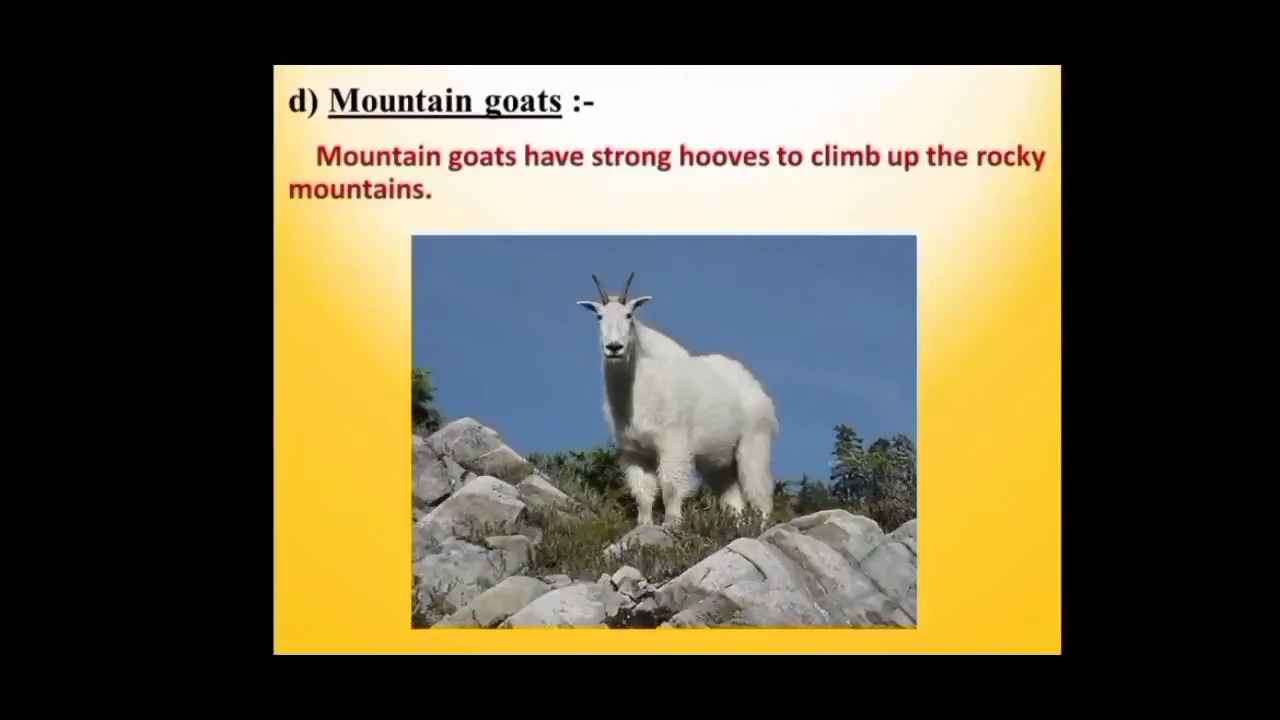 d) Mountain goats :-
Mountain goats have strong hooves to climb up the rocky
mountains.